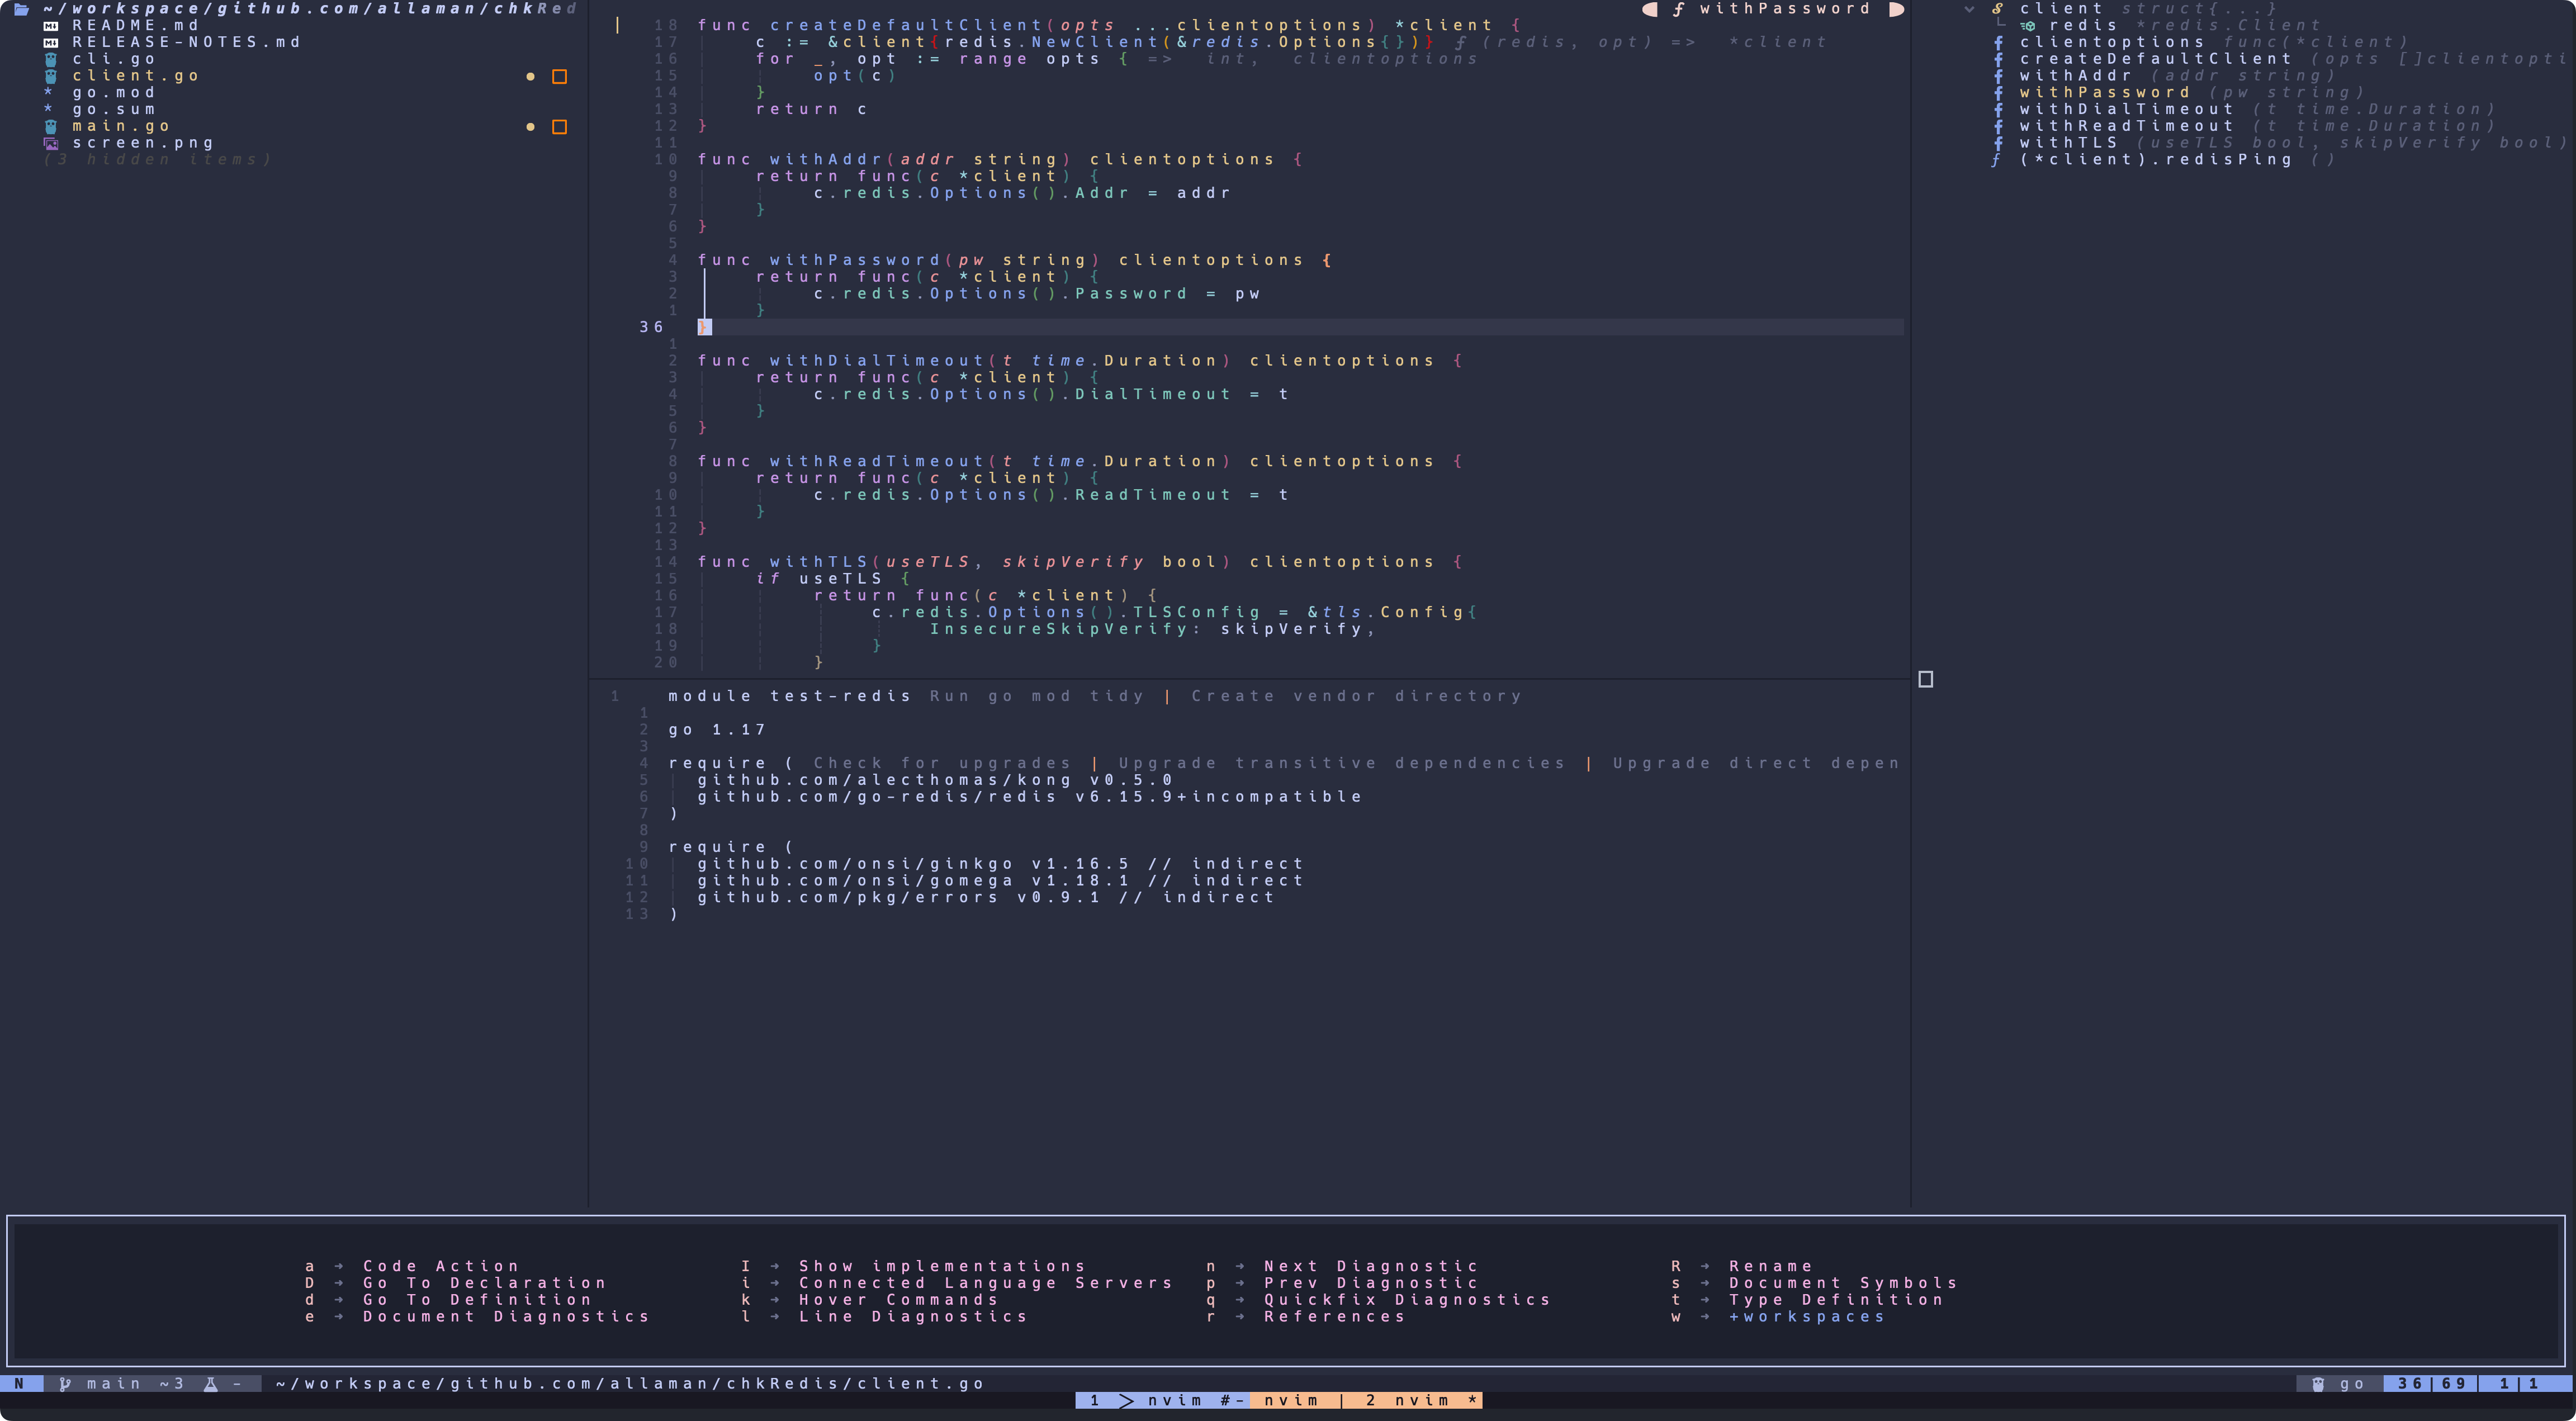 ~/workspace/github.com/allaman/chkRed
README.md
RELEASE-NOTES.md
cli.go
client.go
go.mod
go.sum
main.go
screen.png
(3 hidden items)
ƒ withPassword
18 func createDefaultClient(opts ...clientoptions) *client {
17 c := &client{redis.NewClient(&redis.Options{})} ƒ (redis, opt) => *client
16 for _, opt := range opts { => int, clientoptions
15 opt(c)
14 }
13 return c
12 }
11
10 func withAddr(addr string) clientoptions {
9 return func(c *client) {
8 c.redis.Options().Addr = addr
7 }
6 }
5
4 func withPassword(pw string) clientoptions {
3 return func(c *client) {
2 c.redis.Options().Password = pw
1 }
36 }
1
2 func withDialTimeout(t time.Duration) clientoptions {
3 return func(c *client) {
4 c.redis.Options().DialTimeout = t
5 }
6 }
7
8 func withReadTimeout(t time.Duration) clientoptions {
9 return func(c *client) {
10 c.redis.Options().ReadTimeout = t
11 }
12 }
13
14 func withTLS(useTLS, skipVerify bool) clientoptions {
15 if useTLS {
16 return func(c *client) {
17 c.redis.Options().TLSConfig = &tls.Config{
18 InsecureSkipVerify: skipVerify,
19 }
20 }
1 module test-redis Run go mod tidy | Create vendor directory
1
2 go 1.17
3
4 require ( Check for upgrades | Upgrade transitive dependencies | Upgrade direct depen
5 github.com/alecthomas/kong v0.5.0
6 github.com/go-redis/redis v6.15.9+incompatible
7 )
8
9 require (
10 github.com/onsi/ginkgo v1.16.5 // indirect
11 github.com/onsi/gomega v1.18.1 // indirect
12 github.com/pkg/errors v0.9.1 // indirect
13 )
client struct{...}
redis *redis.Client
clientoptions func(*client)
createDefaultClient (opts []clientopti
withAddr (addr string)
withPassword (pw string)
withDialTimeout (t time.Duration)
withReadTimeout (t time.Duration)
withTLS (useTLS bool, skipVerify bool)
ƒ (*client).redisPing ()
a → Code Action I → Show implementations n → Next Diagnostic R → Rename
D → Go To Declaration i → Connected Language Servers p → Prev Diagnostic s → Document Symbols
d → Go To Definition k → Hover Commands q → Quickfix Diagnostics t → Type Definition
e → Document Diagnostics l → Line Diagnostics r → References w → +workspaces
N main ~3 - ~/workspace/github.com/allaman/chkRedis/client.go go 36|69 1|1
1 > nvim #- nvim | 2 nvim *